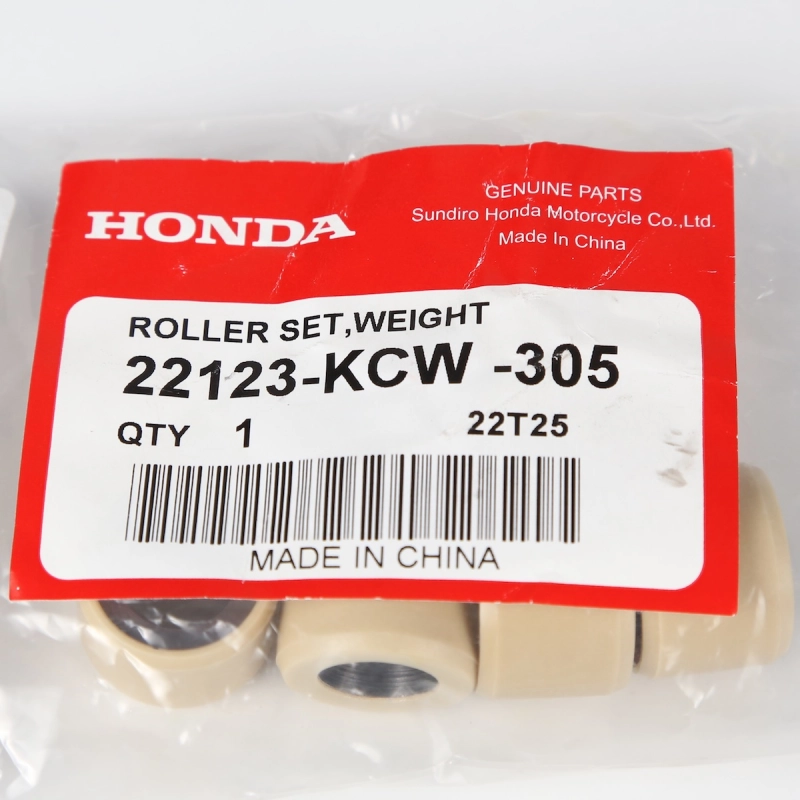 HONDA
GENUINE PARTS
Sundiro Honda Motorcycle Co.,Ltd.
Made In China
ROLLER SET,WEIGHT
22123-KCW -305
QTY 1 22T25
MADE IN CHINA